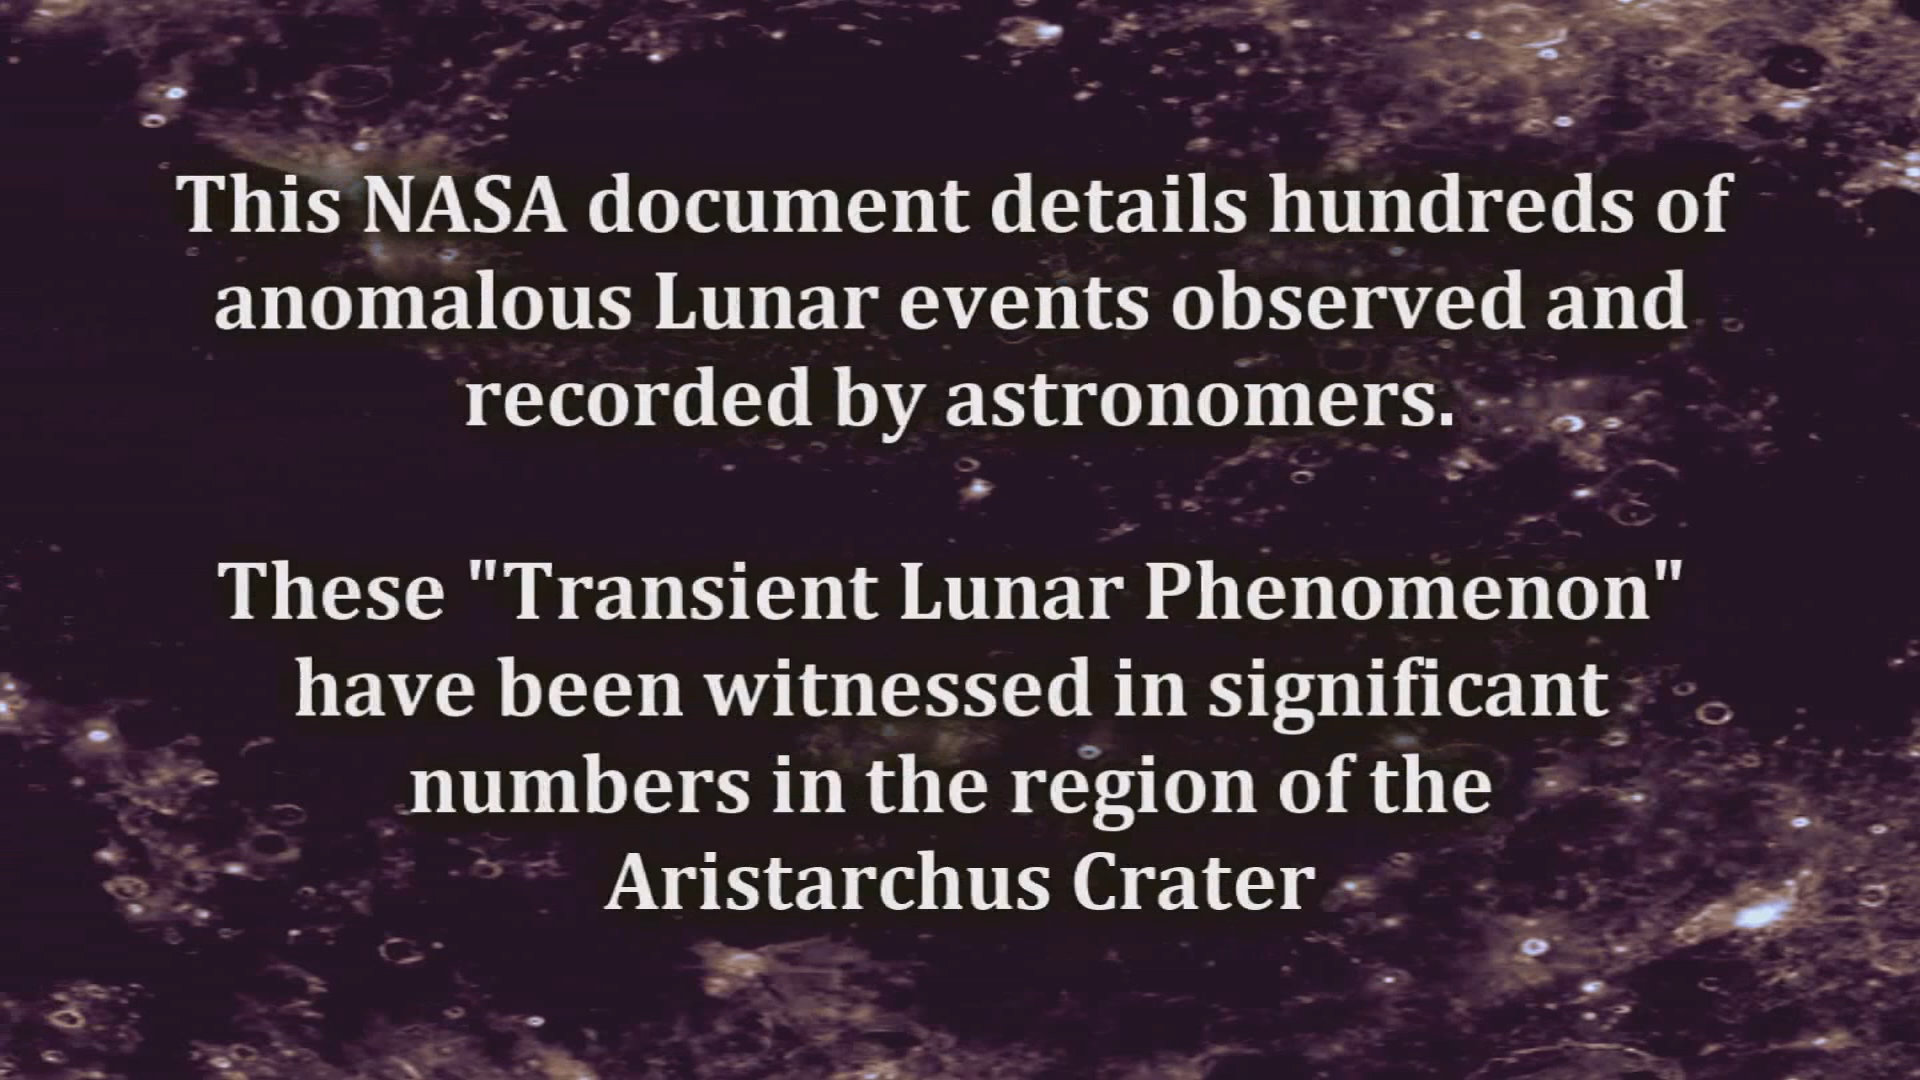 This NASA document details hundreds of
anomalous Lunar events observed and
recorded by astronomers.
These "Transient Lunar Phenomenon"
have been witnessed in significant
numbers in the region of the
Aristarchus Crater